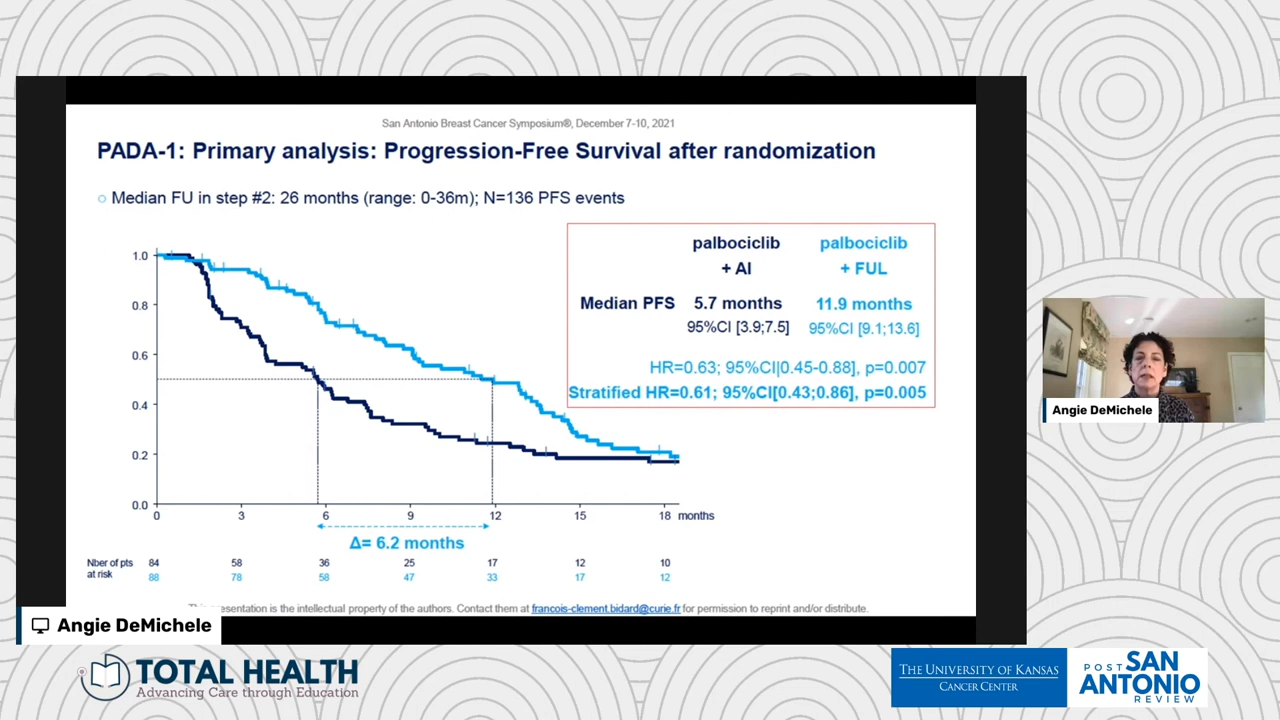 San Antonio Breast Cancer Symposium®, December 7-10, 2021
PADA-1: Primary analysis: Progression-Free Survival after randomization
Median FU in step #2: 26 months (range: 0-36m); N=136 PFS events
palbociclib palbociclib
+ AI + FUL
Median PFS 5.7 months 11.9 months
95%CI [3.9;7.5] 95%CI [9.1;13.6]
HR=0.63; 95%CI|0.45-0.88], p=0.007
Stratified HR=0.61; 95%CI[0.43;0.86], p=0.005
1.0
0.8
0.6
0.4
0.2
0.0
0 3 6 9 12 15 18 months
Δ= 6.2 months
Nber of pts 84 58 36 25 17 12 10
at risk 88 78 58 47 33 17 12
presentation is the intellectual property of the authors. Contact them at francois-clement.bidard@curie.fr for permission to reprint and/or distribute.
Angie DeMichele
Angie DeMichele
TOTAL HEALTH
Advancing Care through Education
THE UNIVERSITY OF KANSAS
CANCER CENTER
POST SAN
ANTONIO
REVIEW